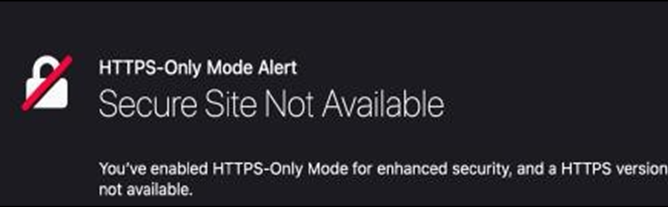 HTTPS-Only Mode Alert
Secure Site Not Available
You've enabled HTTPS-Only Mode for enhanced security, and a HTTPS version
not available.